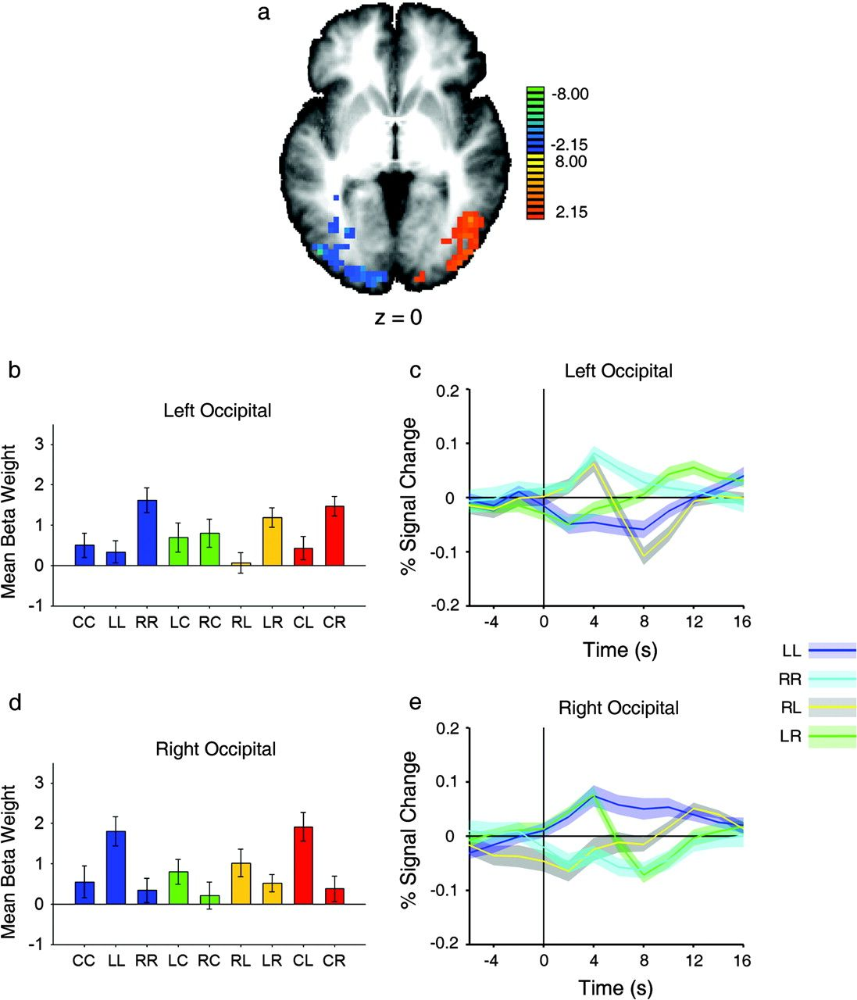 a
-8.00
-2.15
8.00
2.15
z = 0
b
Left Occipital
Mean Beta Weight
3
2
1
0
-1
CC LL RR LC RC RL LR CL CR
c
Left Occipital
% Signal Change
0.2
0.1
0
-0.1
-0.2
-4 0 4 8 12 16
Time (s)
LL
RR
RL
LR
d
Right Occipital
Mean Beta Weight
3
2
1
0
-1
CC LL RR LC RC RL LR CL CR
e
Right Occipital
% Signal Change
0.2
0.1
0
-0.1
-0.2
-4 0 4 8 12 16
Time (s)